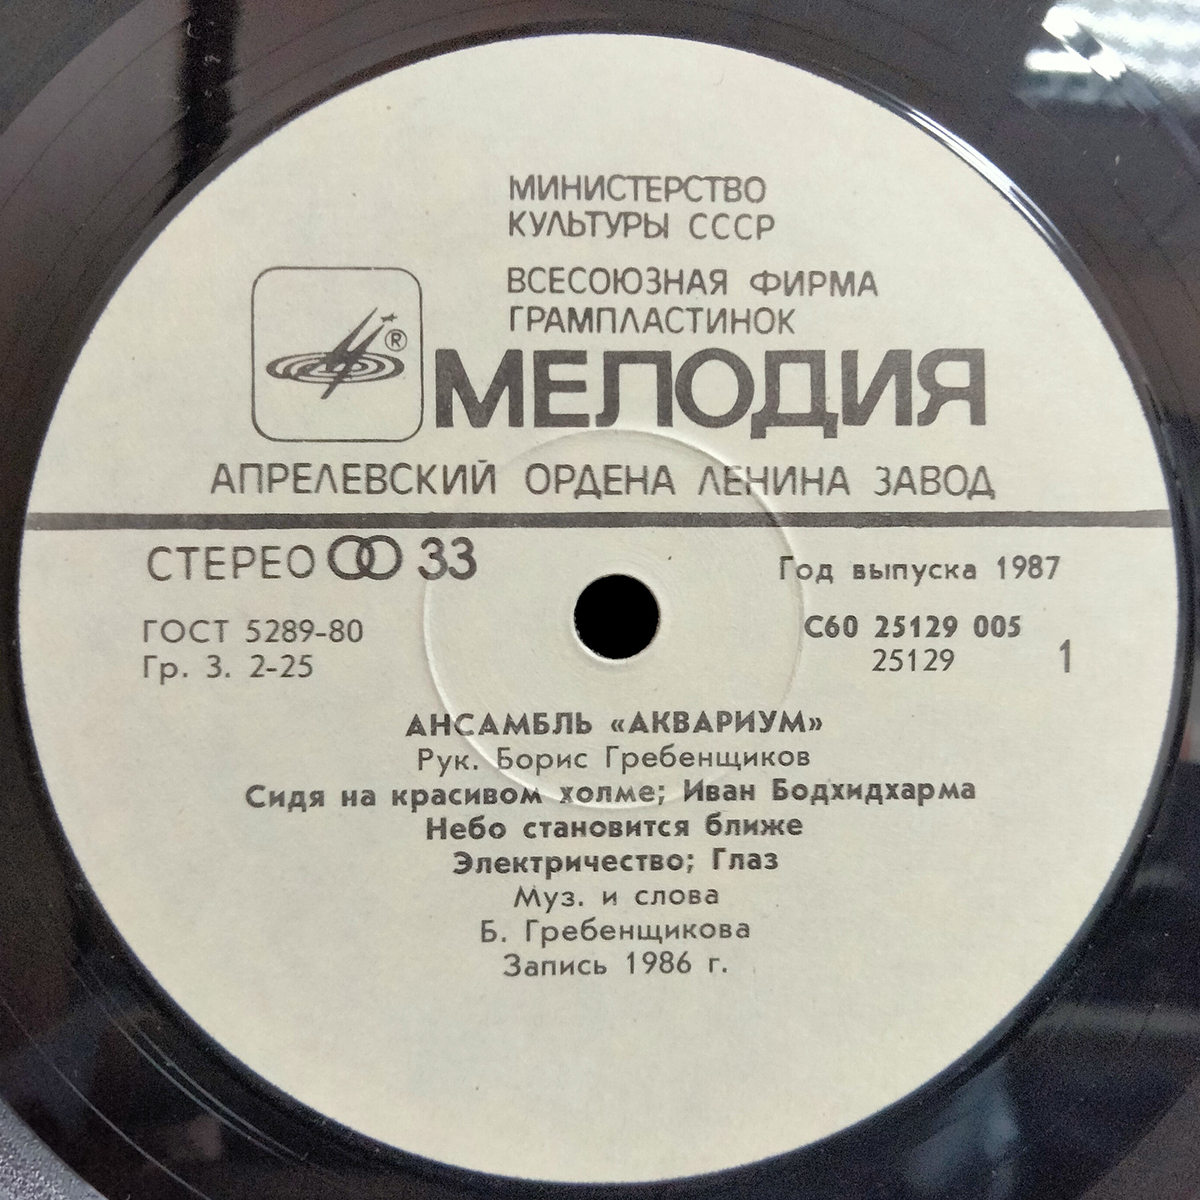 МИНИСТЕРСТВО
КУЛЬТУРЫ СССР
ВСЕСОЮЗНАЯ ФИРМА
ГРАМПЛАСТИНОК
®
МЕЛОДИЯ
АПРЕЛЕВСКИЙ ОРДЕНА ЛЕНИНА ЗАВОД
СТЕРЕО 33
Год выпуска 1987
ГОСТ 5289-80
Гр. 3. 2-25
С60 25129 005
25129
1
АНСАМБЛЬ «АКВАРИУМ»
Рук. Борис Гребенщиков
Сидя на красивом холме; Иван Бодхидхарма
Небо становится ближе
Электричество; Глаз
Муз. и слова
Б. Гребенщикова
Запись 1986 г.